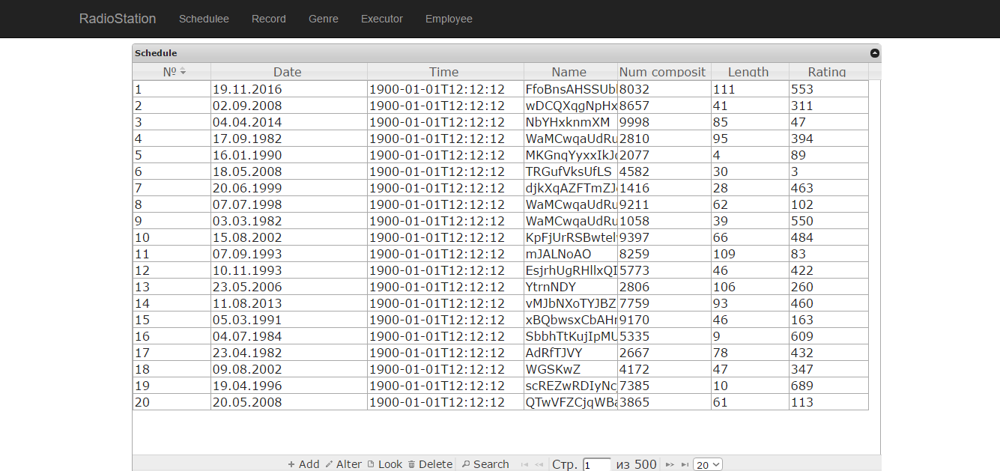 RadioStation Schedulee Record Genre Executor Employee
Schedule
Nº Date Time Name Num composit Length Rating
1 19.11.2016 1900-01-01T12:12:12 8032 111 553
2 02.09.2008 1900-01-01T12:12:12 wDCQXqgNpHx 8657 41 311
3 04.04.2014 1900-01-01T12:12:12 NbYHxknmXM 9998 85 47
4 17.09.1982 1900-01-01T12:12:12 WaMCwqaUdRu 2810 95 394
5 16.01.1990 1900-01-01T12:12:12 2077 4 89
6 18.05.2008 1900-01-01T12:12:12 TRGufVksUfLS 4582 30 3
7 20.06.1999 1900-01-01T12:12:12 1416 28 463
8 07.07.1998 1900-01-01T12:12:12 WaMCwqaUdRu 9211 62 102
9 03.03.1982 1900-01-01T12:12:12 WaMCwqaUdRu 1058 39 550
10 15.08.2002 1900-01-01T12:12:12 9397 66 484
11 07.09.1993 1900-01-01T12:12:12 mJALNoAO 8259 109 83
12 10.11.1993 1900-01-01T12:12:12 5773 46 422
13 23.05.2006 1900-01-01T12:12:12 YtrnNDY 2806 106 260
14 11.08.2013 1900-01-01T12:12:12 vMJbNXoTYJBZ 7759 93 460
15 05.03.1991 1900-01-01T12:12:12 9170 46 163
16 04.07.1984 1900-01-01T12:12:12 5335 9 609
17 23.04.1982 1900-01-01T12:12:12 AdRfTJVY 2667 78 432
18 09.08.2002 1900-01-01T12:12:12 WGSKwZ 4172 47 347
19 19.04.1996 1900-01-01T12:12:12 7385 10 689
20 20.05.2008 1900-01-01T12:12:12 3865 61 113
Add Alter Look Delete Search Стр. 1 из 500 20